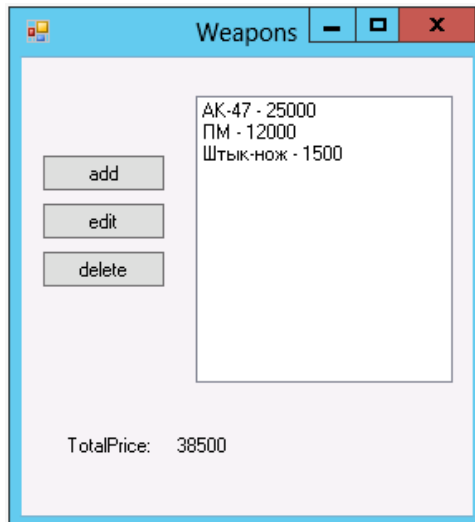 Weapons
АК-47 - 25000
ПМ - 12000
Штык-нож - 1500
add
edit
delete
TotalPrice: 38500